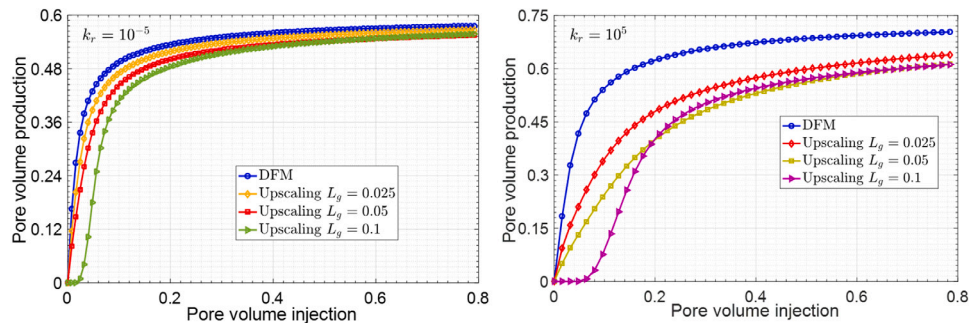 k_r = 10^{-5}
0.6
0.48
0.36
0.24
0.12
0
Pore volume production
DFM
Upscaling L_g = 0.025
Upscaling L_g = 0.05
Upscaling L_g = 0.1
0 0.2 0.4 0.6 0.8
Pore volume injection
k_r = 10^5
0.75
0.6
0.45
0.3
0.15
0
Pore volume production
DFM
Upscaling L_g = 0.025
Upscaling L_g = 0.05
Upscaling L_g = 0.1
0 0.2 0.4 0.6 0.8
Pore volume injection